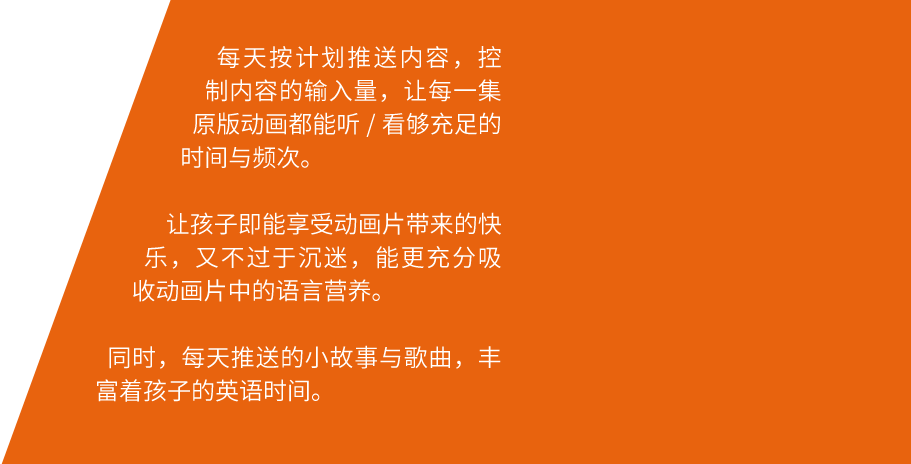 每天按计划推送内容，控
制内容的输入量，让每一集
原版动画都能听 / 看够充足的
时间与频次。
让孩子即能享受动画片带来的快
乐，又不过于沉迷，能更充分吸
收动画片中的语言营养。
同时，每天推送的小故事与歌曲，丰
富着孩子的英语时间。